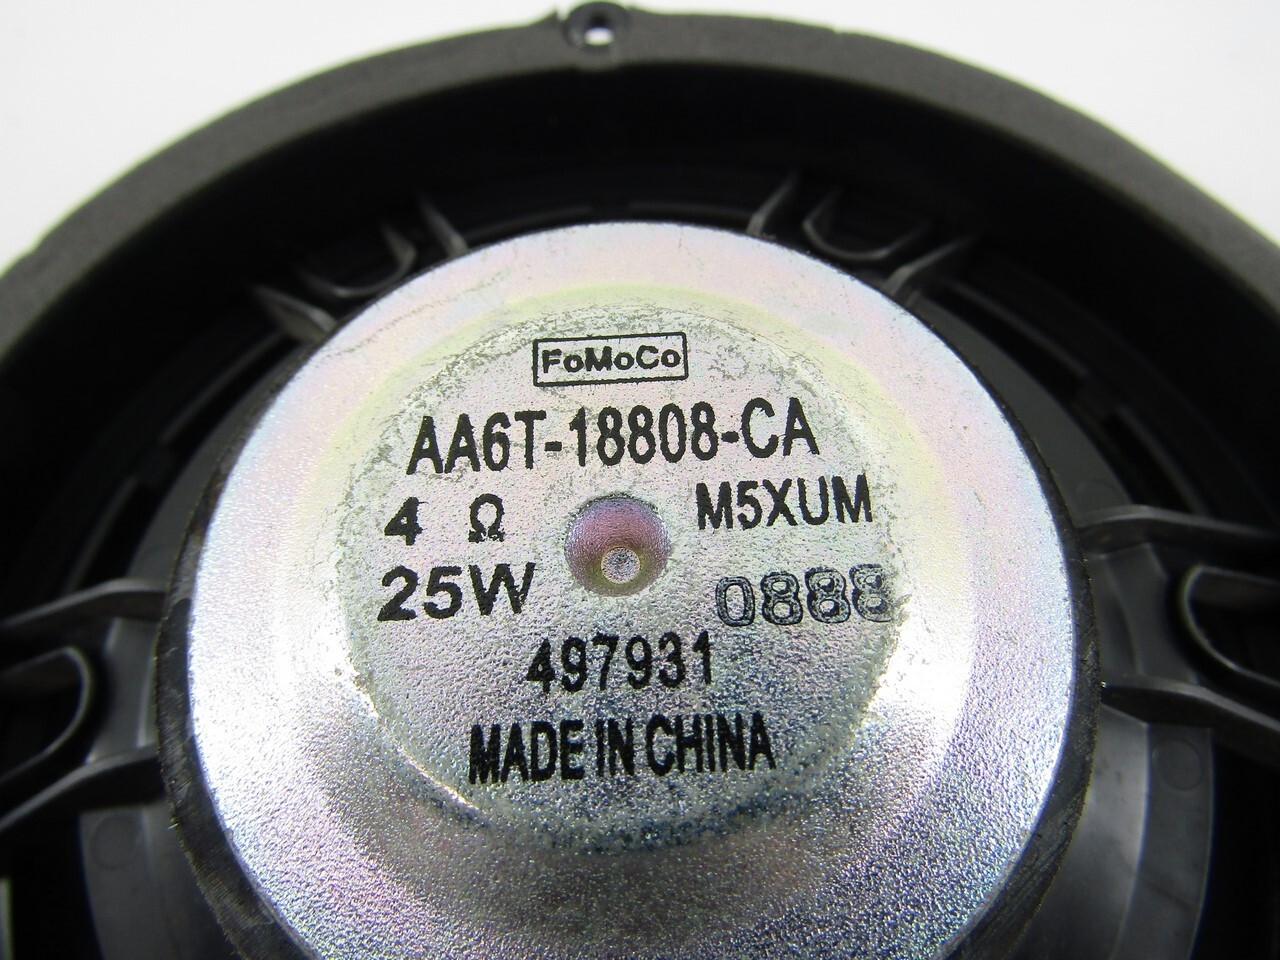 FoMoCo
AA6T-18808-CA
4 Ω M5XUM
25W 0888
497931
MADE IN CHINA